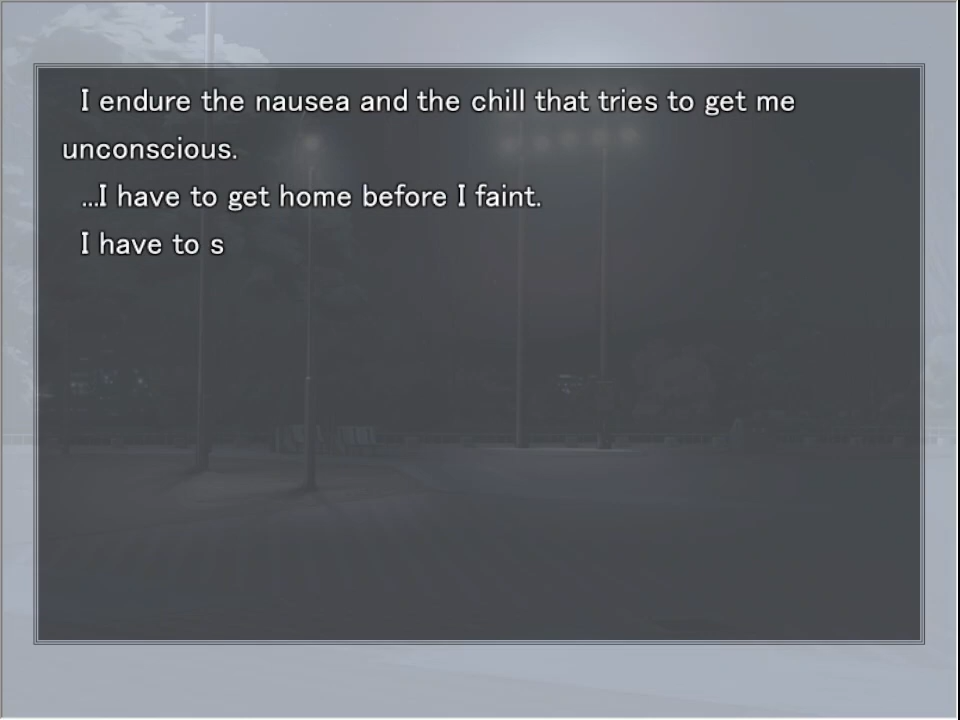 I endure the nausea and the chill that tries to get me
unconscious.
...I have to get home before I faint.
I have to s